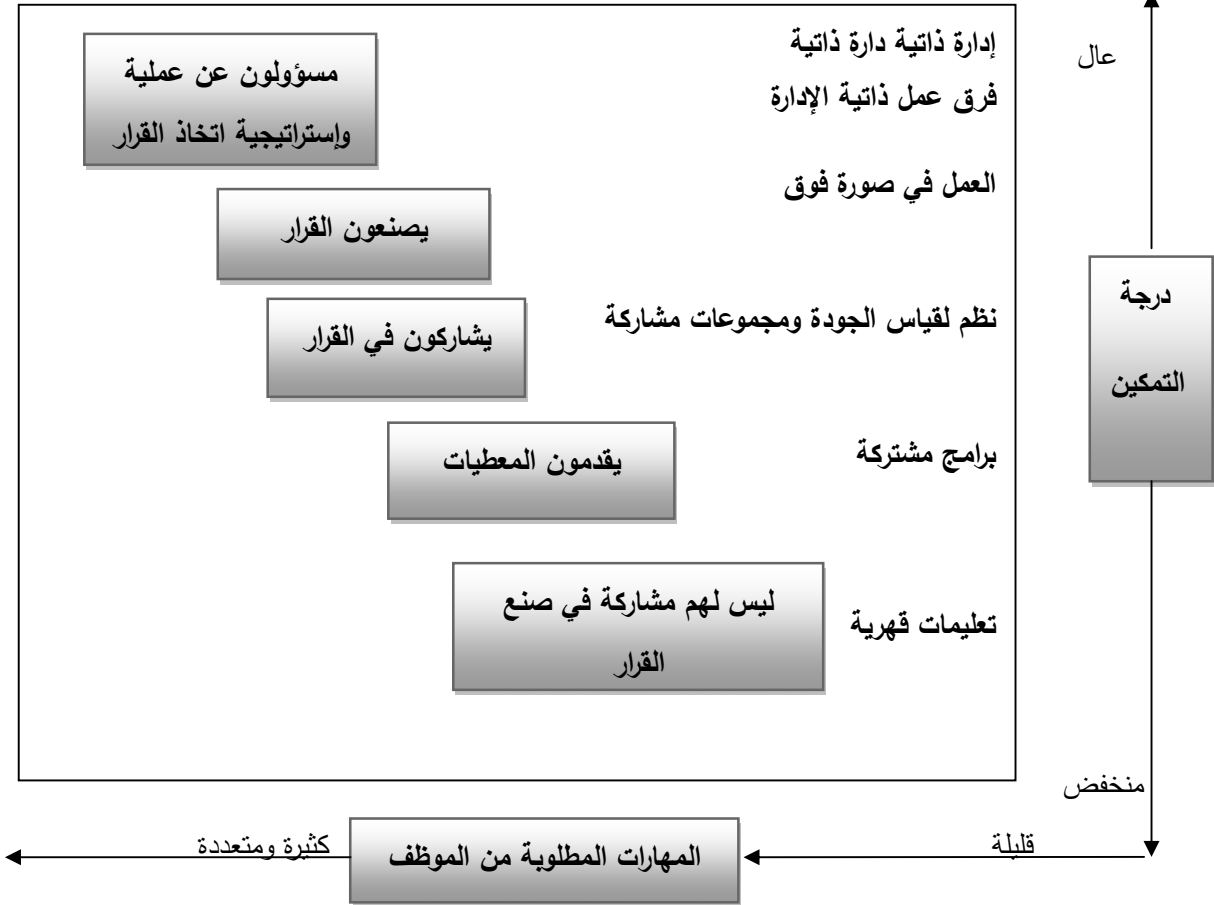 إدارة ذاتية دارة ذاتية
فرق عمل ذاتية الإدارة
مسؤولون عن عملية
وإستراتيجية اتخاذ القرار
عال
العمل في صورة فوق
يصنعون القرار
درجة
التمكين
نظم لقياس الجودة ومجموعات مشاركة
يشاركون في القرار
برامج مشتركة
يقدمون المعطيات
تعليمات قهرية
ليس لهم مشاركة في صنع
القرار
منخفض
قليلة
المهارات المطلوبة من الموظف
كثيرة ومتعددة